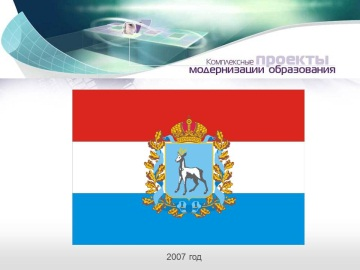 Комплексные проекты
модернизации образования
2007 год